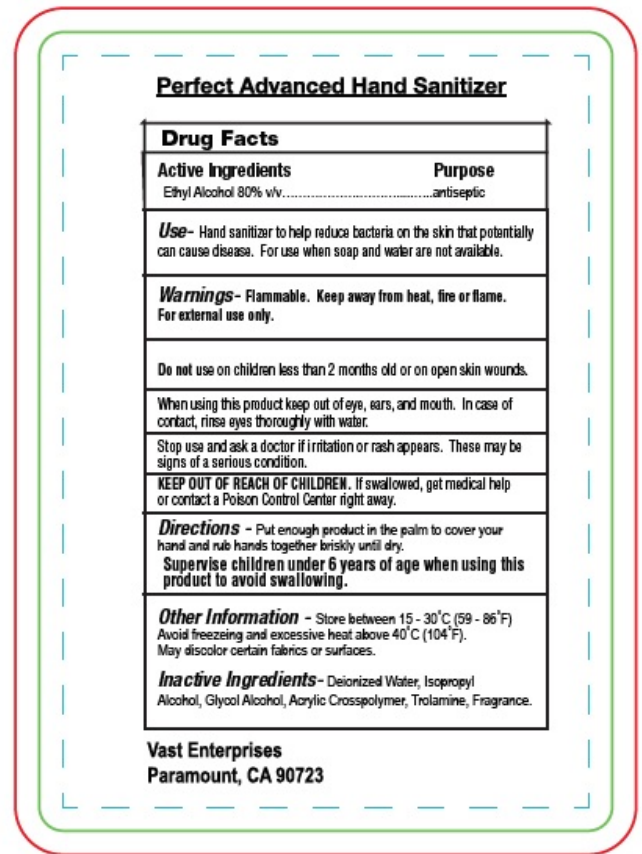 Perfect Advanced Hand Sanitizer
Drug Facts
Active Ingredients Purpose
Ethyl Alcohol 80% v/v.......................................antiseptic
Use- Hand sanitizer to help reduce bacteria on the skin that potentially
can cause disease. For use when soap and water are not available.
Warnings- Flammable. Keep away from heat, fire or flame.
For external use only.
Do not use on children less than 2 months old or on open skin wounds.
When using this product keep out of eye, ears, and mouth. In case of
contact, rinse eyes thoroughly with water.
Stop use and ask a doctor if irritation or rash appears. These may be
signs of a serious condition.
KEEP OUT OF REACH OF CHILDREN. If swallowed, get medical help
or contact a Poison Control Center right away.
Directions - Put enough product in the palm to cover your
hand and rub hands together briskly until dry.
Supervise children under 6 years of age when using this
product to avoid swallowing.
Other Information - Store between 15 - 30°C (59 - 86°F)
Avoid freezeing and excessive heat above 40°C (104°F).
May discolor certain fabrics or surfaces.
Inactive Ingredients- Deionized Water, Isopropyl
Alcohol, Glycol Alcohol, Acrylic Crosspolymer, Trolamine, Fragrance.
Vast Enterprises
Paramount, CA 90723